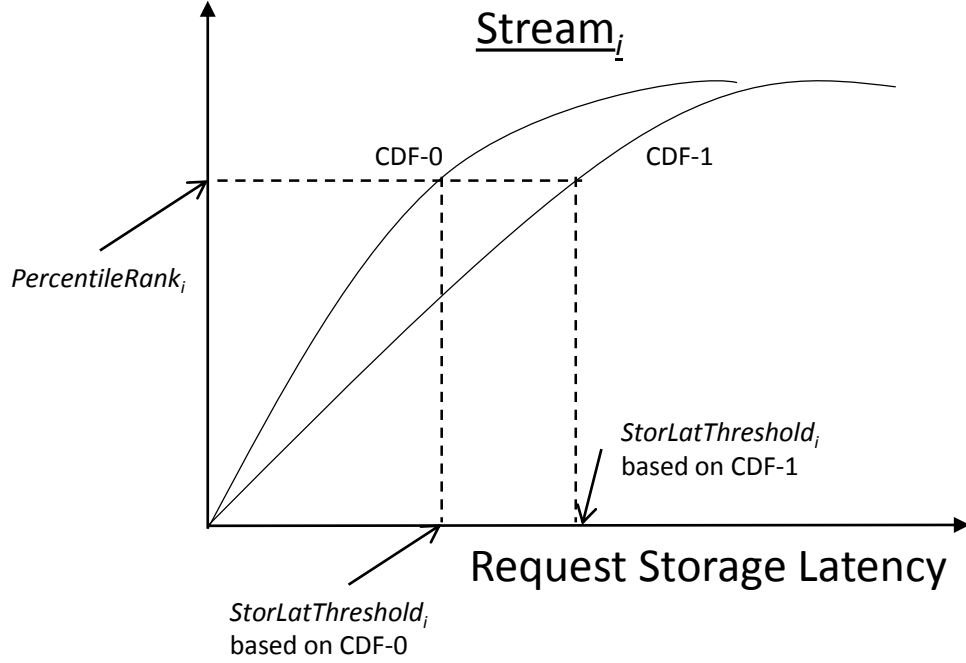 Stream_i
CDF-0
CDF-1
PercentileRank_i
StorLatThreshold_i
based on CDF-1
Request Storage Latency
StorLatThreshold_i
based on CDF-0